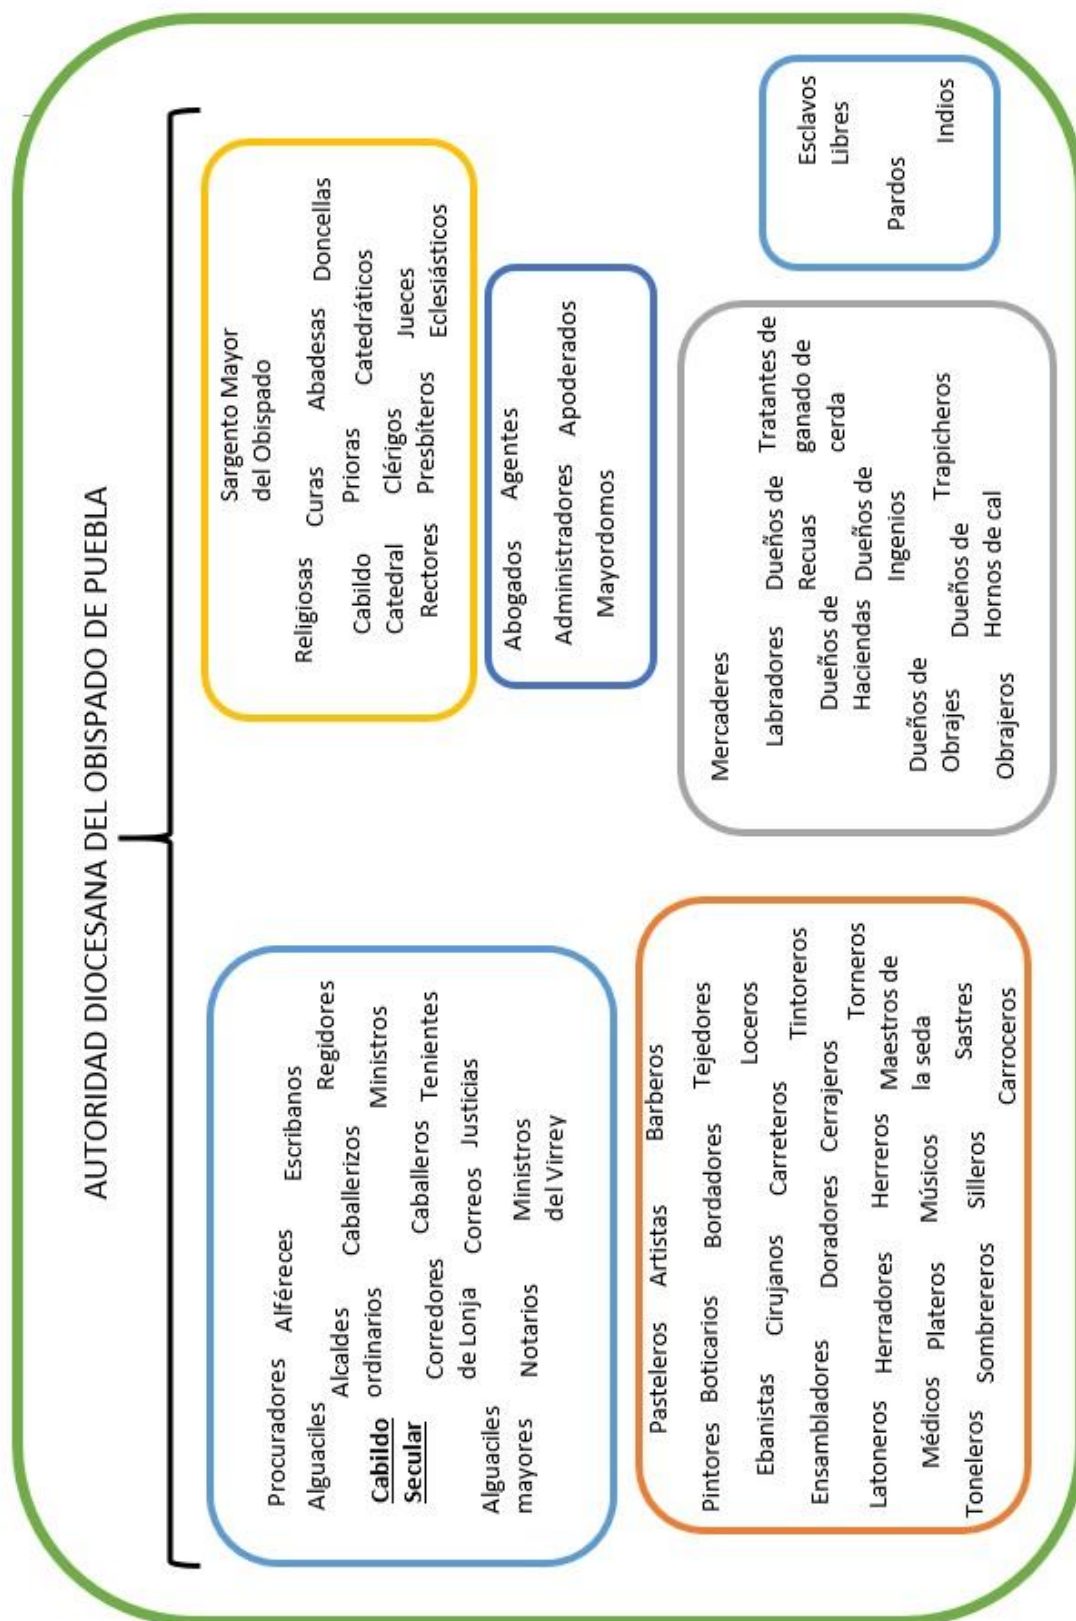 AUTORIDAD DIOCESANA DEL OBISPADO DE PUEBLA
Procuradores Alféreces Escribanos
Alguaciles Alcaldes ordinarios Caballerizos Regidores
Cabildo Secular Ministros
Corredores de Lonja Caballeros Tenientes
Correos Justicias
Alguaciles mayores Notarios Ministros del Virrey
Sargento Mayor
del Obispado
Religiosas Curas Abadesas Doncellas
Cabildo Catedral Prioras Catedráticos
Rectores Clérigos Presbíteros Jueces Eclesiásticos
Abogados Agentes
Administradores Apoderados
Mayordomos
Pasteleros Artistas Barberos
Pintores Boticarios Bordadores Tejedores
Ebanistas Cirujanos Carreteros Loceros
Ensambladores Doradores Cerrajeros Tintoreros
Latoneros Herradores Herreros Torneros
Médicos Plateros Músicos Maestros de la seda
Toneleros Sombrereros Silleros Sastres
Carroceros
Mercaderes
Labradores Dueños de Recuas Tratantes de ganado de cerda
Dueños de Haciendas Dueños de Ingenios
Dueños de Obrajes Dueños de Hornos de cal Trapicheros
Obrajeros
Esclavos
Libres
Pardos
Indios